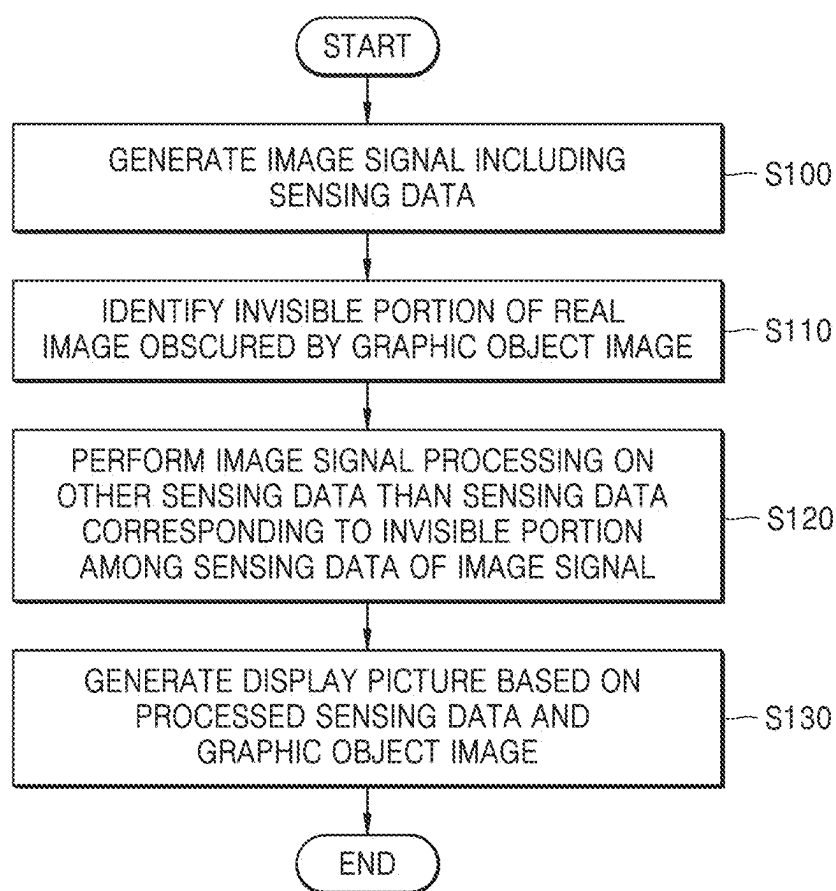 START
GENERATE IMAGE SIGNAL INCLUDING
SENSING DATA
S100
IDENTIFY INVISIBLE PORTION OF REAL
IMAGE OBSCURED BY GRAPHIC OBJECT IMAGE
S110
PERFORM IMAGE SIGNAL PROCESSING ON
OTHER SENSING DATA THAN SENSING DATA
CORRESPONDING TO INVISIBLE PORTION
AMONG SENSING DATA OF IMAGE SIGNAL
S120
GENERATE DISPLAY PICTURE BASED ON
PROCESSED SENSING DATA AND
GRAPHIC OBJECT IMAGE
S130
END